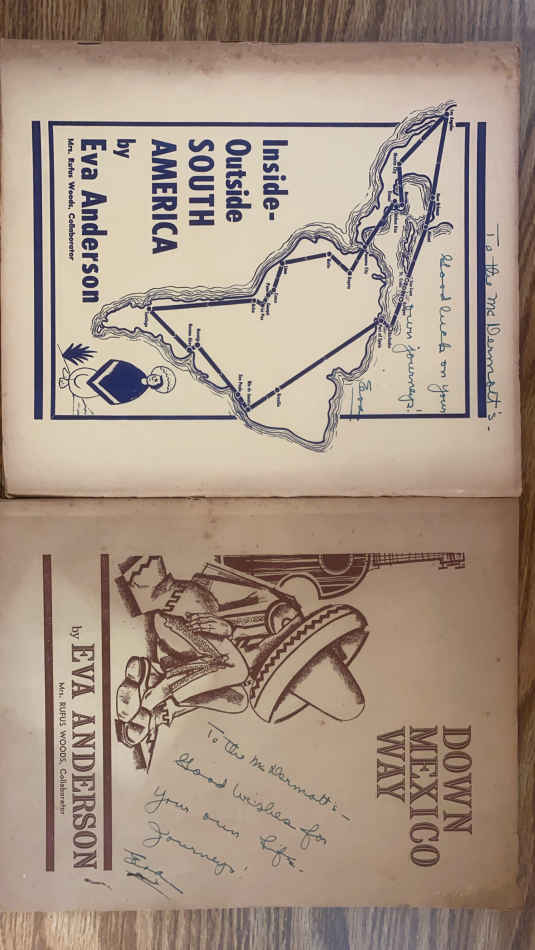 To the McDermott's-
Good luck on your
own journeys!
Eva
Inside-
Outside
SOUTH
AMERICA
by
Eva Anderson
Mrs. Rufus Woods, Collaborator
DOWN
MEXICO
WAY
To the McDermott's-
Good wishes for
your own life-
journeys!
Eva
by EVA ANDERSON
Mrs. RUFUS WOODS, Collaborator